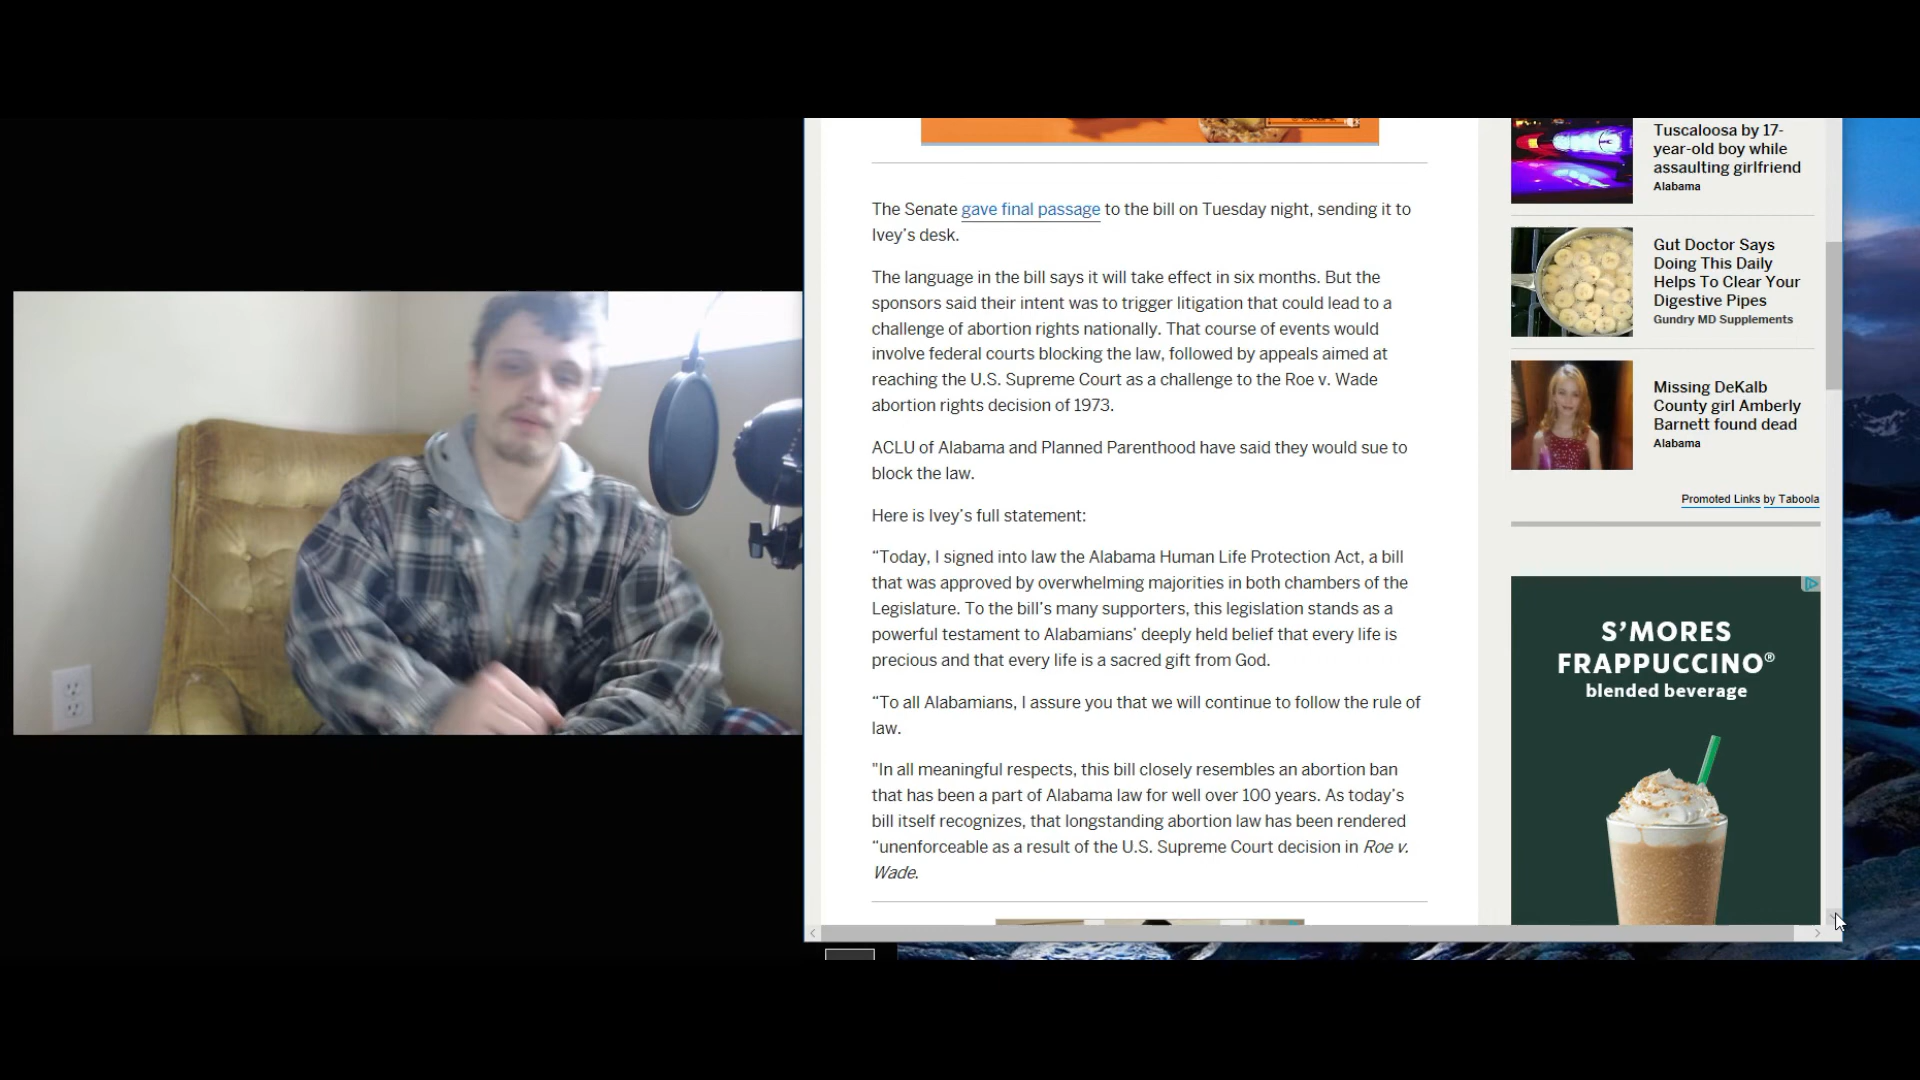 The Senate gave final passage to the bill on Tuesday night, sending it to
Ivey’s desk.
The language in the bill says it will take effect in six months. But the
sponsors said their intent was to trigger litigation that could lead to a
challenge of abortion rights nationally. That course of events would
involve federal courts blocking the law, followed by appeals aimed at
reaching the U.S. Supreme Court as a challenge to the Roe v. Wade
abortion rights decision of 1973.
ACLU of Alabama and Planned Parenthood have said they would sue to
block the law.
Here is Ivey’s full statement:
“Today, I signed into law the Alabama Human Life Protection Act, a bill
that was approved by overwhelming majorities in both chambers of the
Legislature. To the bill’s many supporters, this legislation stands as a
powerful testament to Alabamians’ deeply held belief that every life is
precious and that every life is a sacred gift from God.
“To all Alabamians, I assure you that we will continue to follow the rule of
law.
"In all meaningful respects, this bill closely resembles an abortion ban
that has been a part of Alabama law for well over 100 years. As today’s
bill itself recognizes, that longstanding abortion law has been rendered
“unenforceable as a result of the U.S. Supreme Court decision in Roe v.
Wade.
Tuscaloosa by 17-
year-old boy while
assaulting girlfriend
Alabama
Gut Doctor Says
Doing This Daily
Helps To Clear Your
Digestive Pipes
Gundry MD Supplements
Missing DeKalb
County girl Amberly
Barnett found dead
Alabama
Promoted Links by Taboola
S’MORES
FRAPPUCCINO®
blended beverage